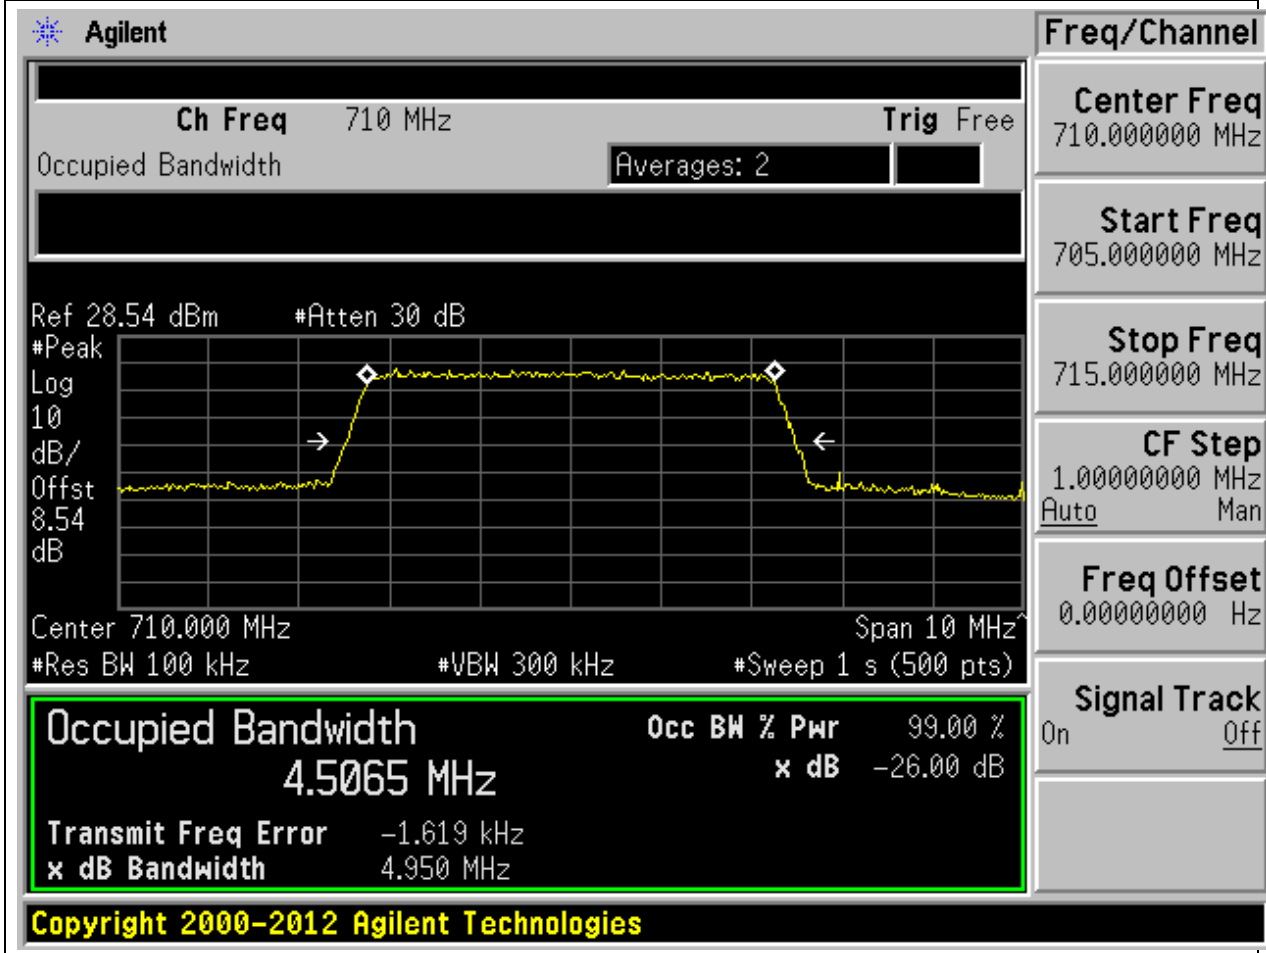 Agilent
Freq/Channel
Ch Freq 710 MHz Trig Free
Occupied Bandwidth Averages: 2
Center Freq
710.000000 MHz
Start Freq
705.000000 MHz
Stop Freq
715.000000 MHz
CF Step
1.00000000 MHz
Auto Man
Freq Offset
0.00000000 Hz
Signal Track
On Off
Ref 28.54 dBm #Atten 30 dB
#Peak
Log
10
dB/
Offst
8.54
dB
Center 710.000 MHz Span 10 MHz^
#Res BW 100 kHz #VBW 300 kHz #Sweep 1 s (500 pts)
Occupied Bandwidth Occ BW % Pwr 99.00 %
4.5065 MHz x dB -26.00 dB
Transmit Freq Error -1.619 kHz
x dB Bandwidth 4.950 MHz
Copyright 2000-2012 Agilent Technologies